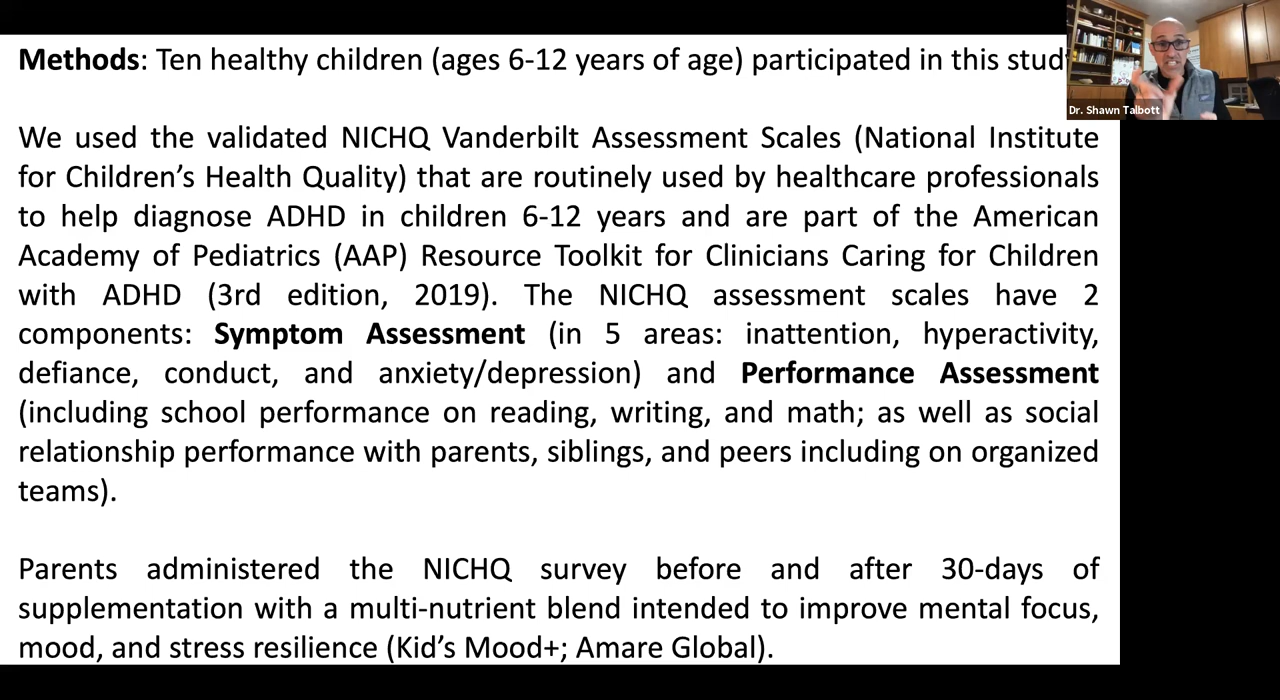 Methods: Ten healthy children (ages 6-12 years of age) participated in this
Dr. Shawn Talbott
We used the validated NICHQ Vanderbilt Assessment Scales (National Institute
for Children’s Health Quality) that are routinely used by healthcare professionals
to help diagnose ADHD in children 6-12 years and are part of the American
Academy of Pediatrics (AAP) Resource Toolkit for Clinicians Caring for Children
with ADHD (3rd edition, 2019). The NICHQ assessment scales have 2
components: Symptom Assessment (in 5 areas: inattention, hyperactivity,
defiance, conduct, and anxiety/depression) and Performance Assessment
(including school performance on reading, writing, and math; as well as social
relationship performance with parents, siblings, and peers including on organized
teams).
Parents administered the NICHQ survey before and after 30-days of
supplementation with a multi-nutrient blend intended to improve mental focus,
mood, and stress resilience (Kid’s Mood+; Amare Global).